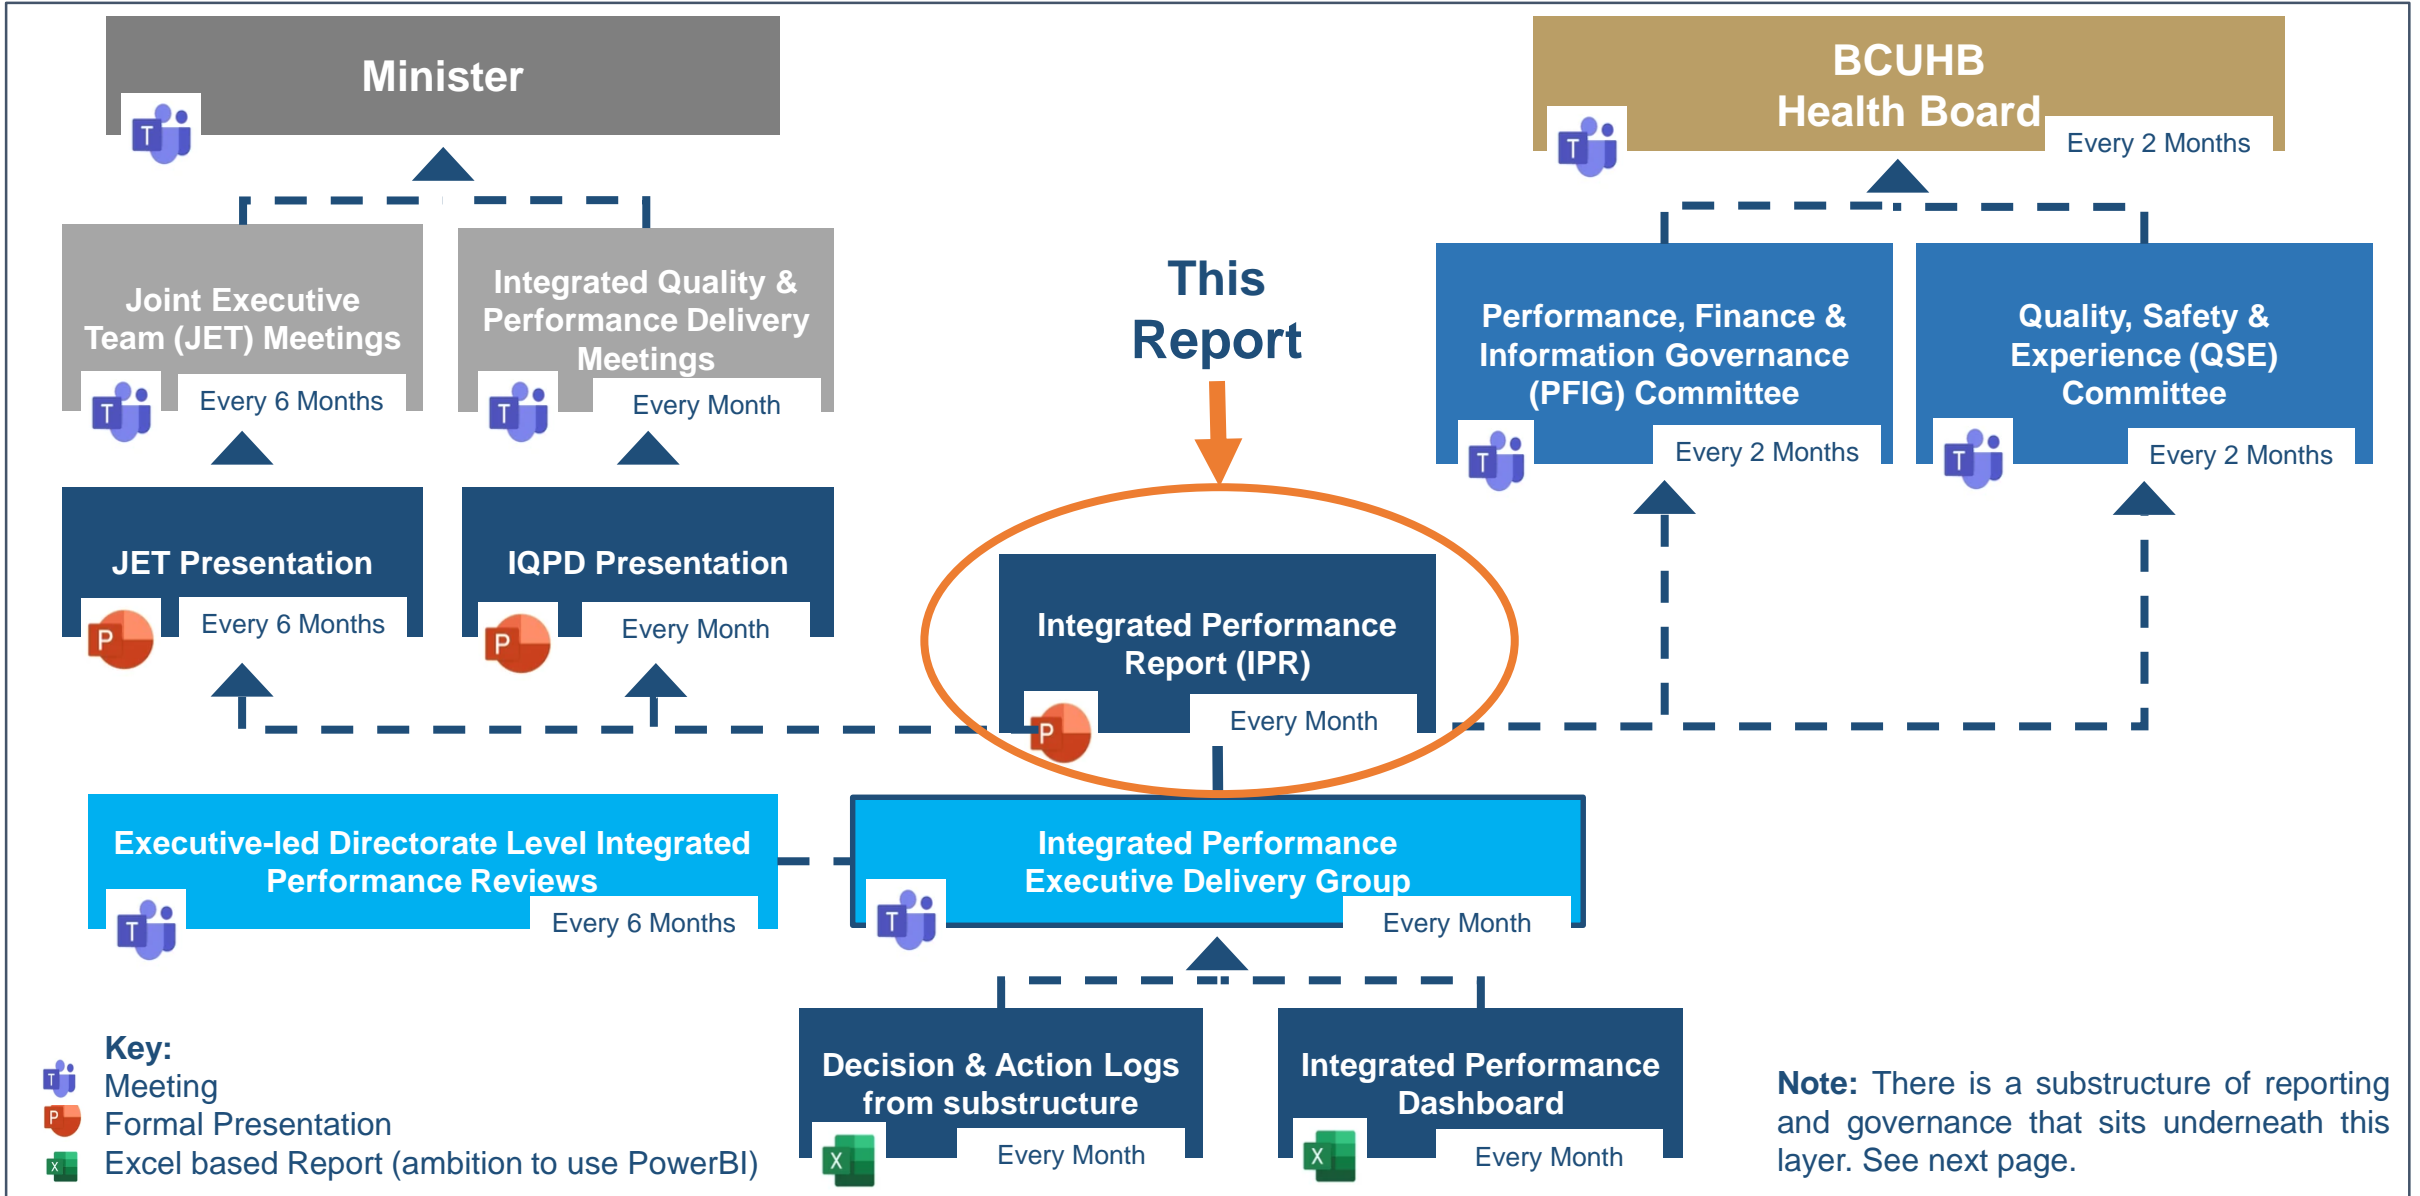 Minister
BCUHB
Health Board
Every 2 Months
Joint Executive
Team (JET) Meetings
Every 6 Months
Integrated Quality &
Performance Delivery
Meetings
Every Month
This
Report
Performance, Finance &
Information Governance
(PFIG) Committee
Every 2 Months
Quality, Safety &
Experience (QSE)
Committee
Every 2 Months
JET Presentation
Every 6 Months
IQPD Presentation
Every Month
Integrated Performance
Report (IPR)
Every Month
Executive-led Directorate Level Integrated
Performance Reviews
Every 6 Months
Integrated Performance
Executive Delivery Group
Every Month
Decision & Action Logs
from substructure
Every Month
Integrated Performance
Dashboard
Every Month
Key:
Meeting
Formal Presentation
Excel based Report (ambition to use PowerBI)
Note: There is a substructure of reporting
and governance that sits underneath this
layer. See next page.